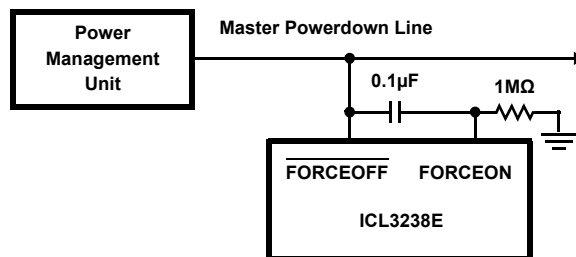 Power
Management
Unit
Master Powerdown Line
0.1µF
1MΩ
FORCEOFF FORCEON
ICL3238E